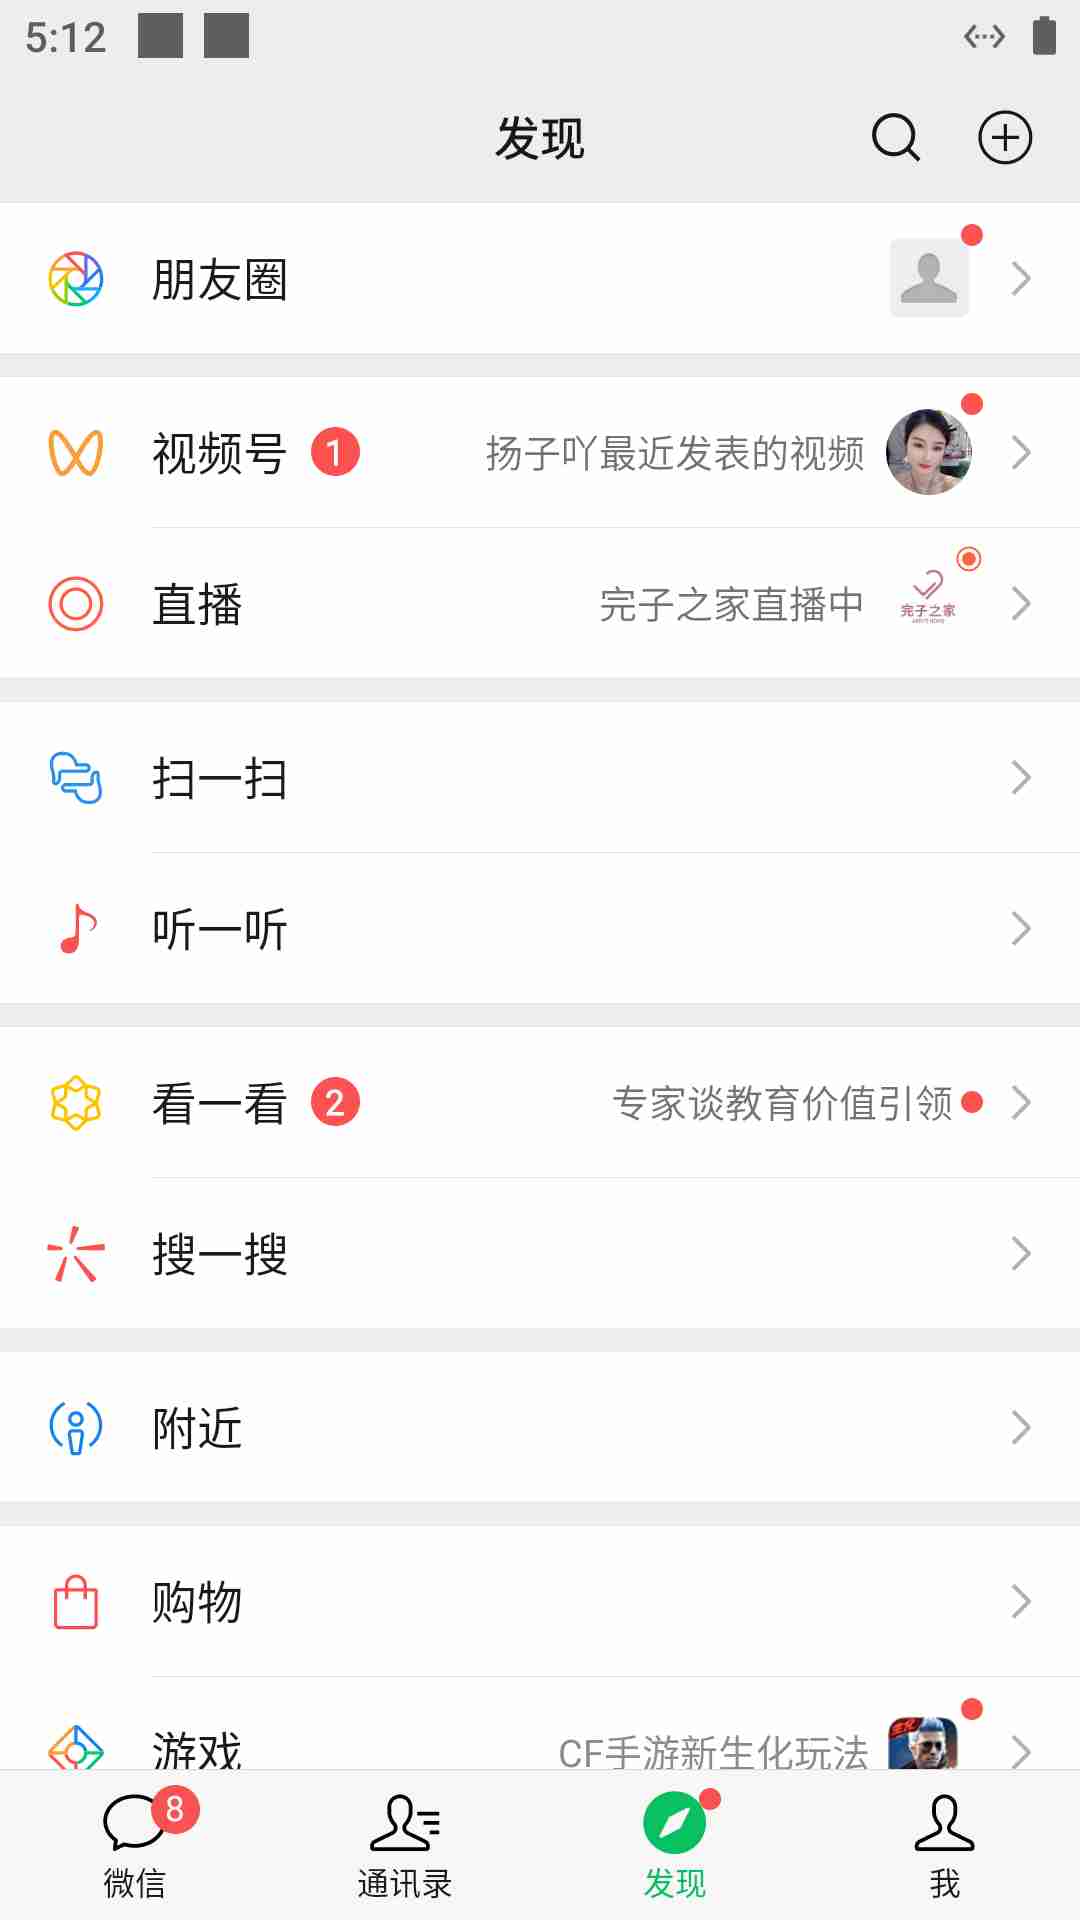 5:12
发现
朋友圈
视频号 1 扬子吖最近发表的视频
直播 完子之家直播中
完子之家
扫一扫
听一听
看一看 2 专家谈教育价值引领
搜一搜
附近
购物
游戏 CF手游新生化玩法
8
微信 通讯录 发现 我